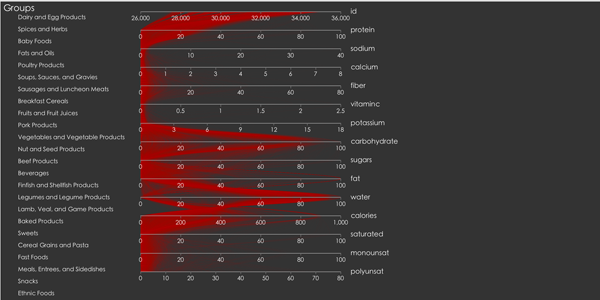 Groups
Dairy and Egg Products
Spices and Herbs
Baby Foods
Fats and Oils
Poultry Products
Soups, Sauces, and Gravies
Sausages and Luncheon Meats
Breakfast Cereals
Fruits and Fruit Juices
Pork Products
Vegetables and Vegetable Products
Nut and Seed Products
Beef Products
Beverages
Finfish and Shellfish Products
Legumes and Legume Products
Lamb, Veal, and Game Products
Baked Products
Sweets
Cereal Grains and Pasta
Fast Foods
Meals, Entrees, and Sidedishes
Snacks
Ethnic Foods
id
26,000 28,000 30,000 32,000 34,000 36,000
protein
0 20 40 60 80 100
sodium
0 10 20 30 40
calcium
0 1 2 3 4 5 6 7 8
fiber
0 20 40 60 80
vitaminc
0 0.5 1 1.5 2 2.5
potassium
0 3 6 9 12 15 18
carbohydrate
0 20 40 60 80 100
sugars
0 20 40 60 80 100
fat
0 20 40 60 80 100
water
0 20 40 60 80 100
calories
0 200 400 600 800 1,000
saturated
0 20 40 60 80 100
monounsat
0 20 40 60 80 100
polyunsat
0 10 20 30 40 50 60 70 80